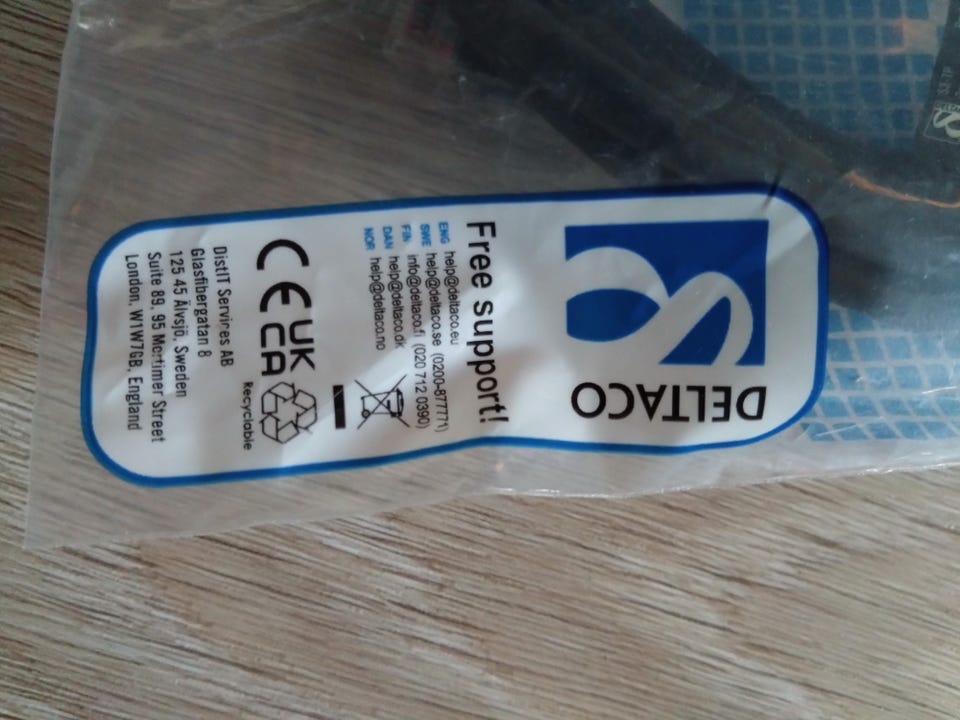 DELTACO
Free support!
ENG help@deltaco.eu
SWE help@deltaco.se (0200-877771)
FIN info@deltaco.fi (020 712 0390)
DAN help@deltaco.dk
NOR help@deltaco.no
CE UK
CA
Recyclable
DistIT Services AB
Glasfibergatan 8
125 45 Älvsjö, Sweden
Suite 89, 95 Mortimer Street
London, W1W7GB, England